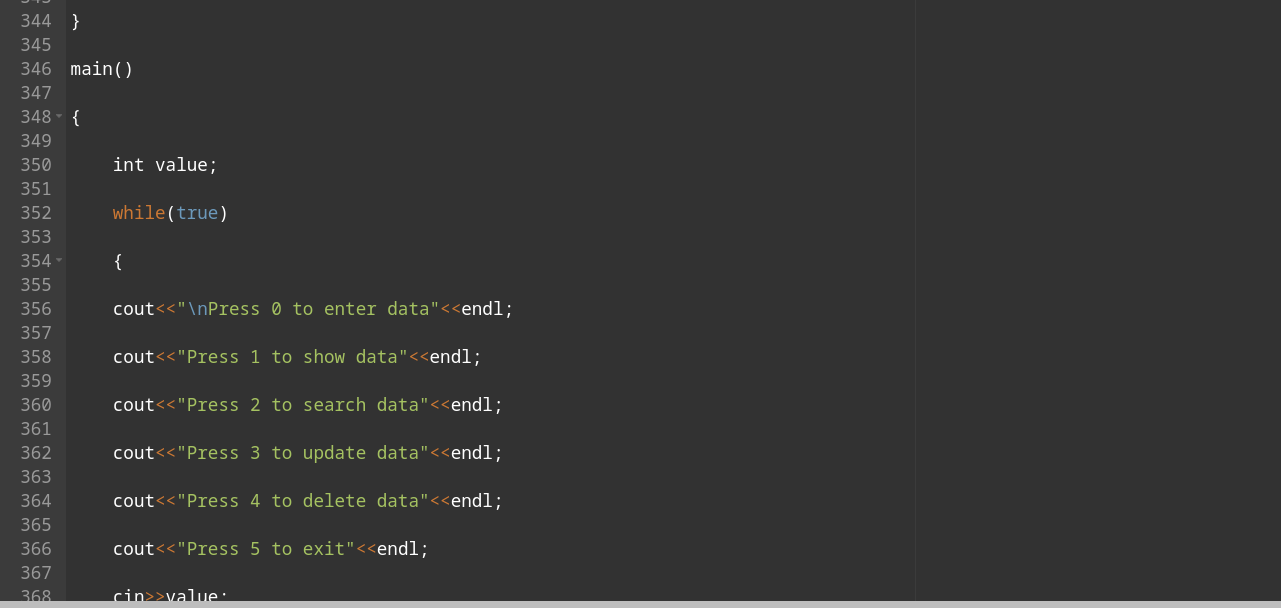 344 }
345
346 main()
347
348 {
349
350 int value;
351
352 while(true)
353
354 {
355
356 cout<<"\nPress 0 to enter data"<<endl;
357
358 cout<<"Press 1 to show data"<<endl;
359
360 cout<<"Press 2 to search data"<<endl;
361
362 cout<<"Press 3 to update data"<<endl;
363
364 cout<<"Press 4 to delete data"<<endl;
365
366 cout<<"Press 5 to exit"<<endl;
367
368 cin>>value;